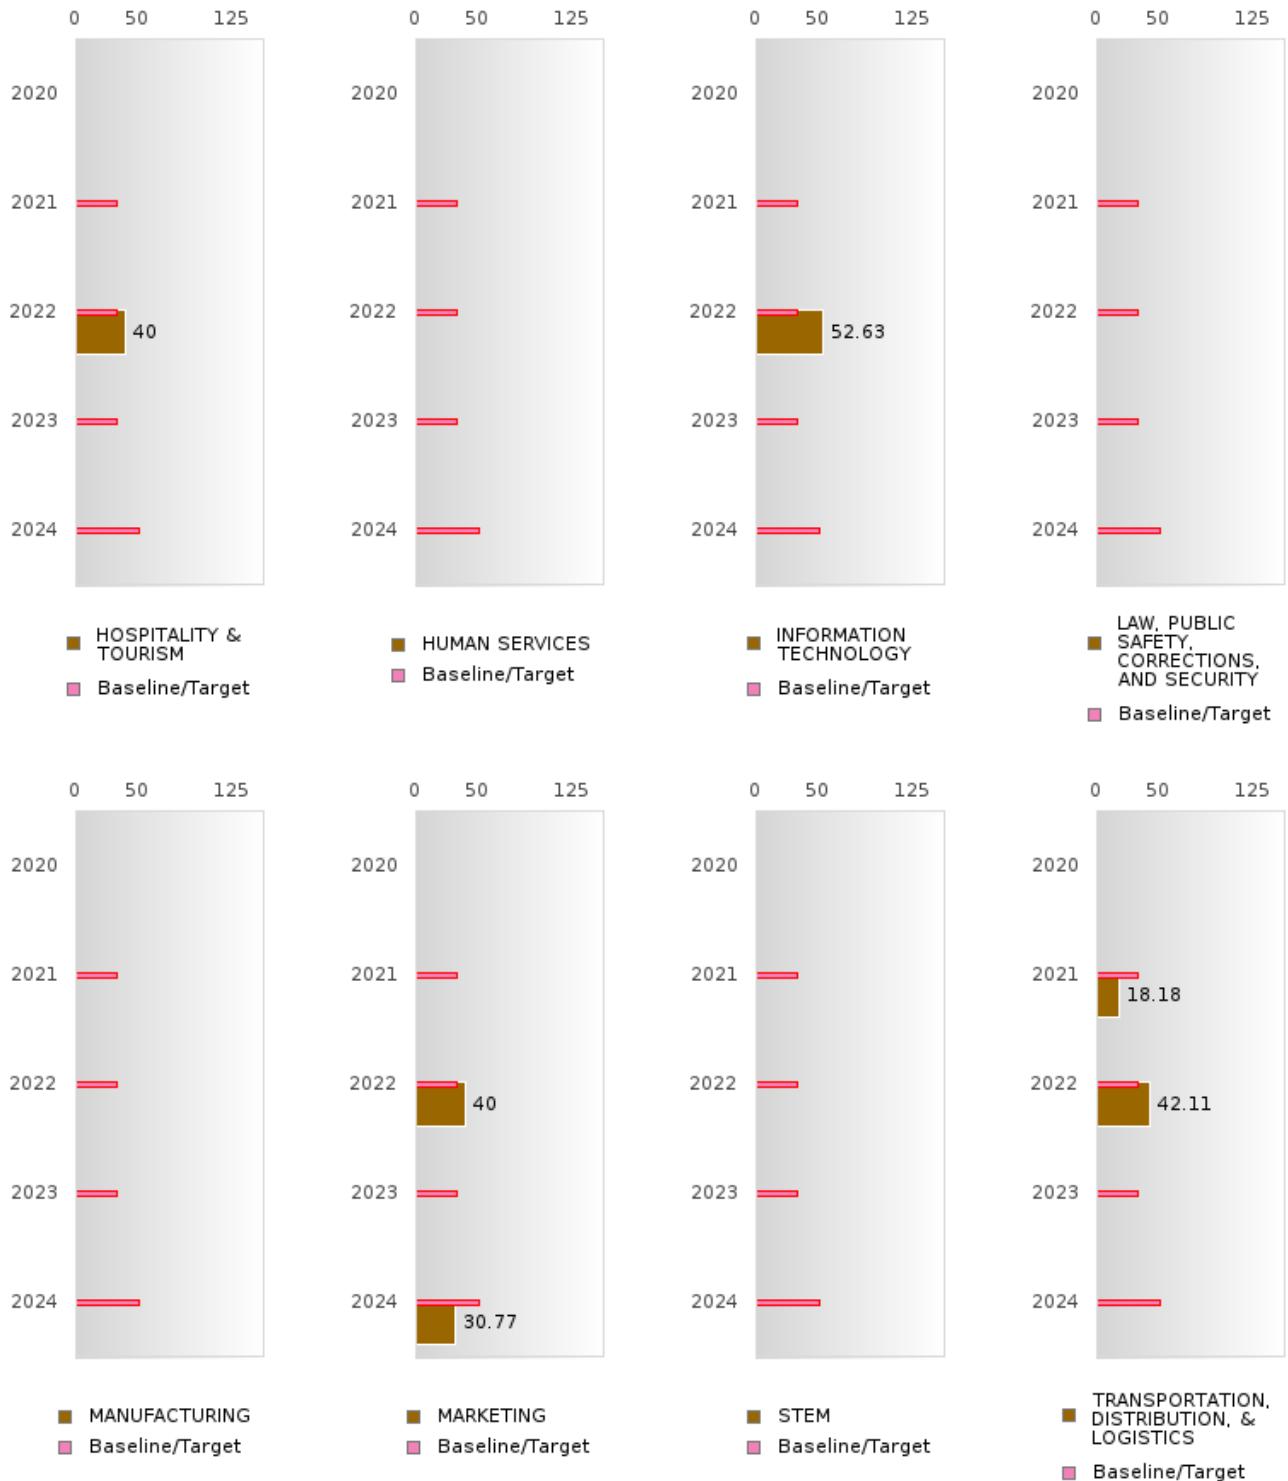 0 50 125
0 50 125
0 50 125
0 50 125
2020
2021
2022
40
2023
2024
2020
2021
2022
2023
2024
2020
2021
2022
52.63
2023
2024
2020
2021
2022
2023
2024
HOSPITALITY &
TOURISM
Baseline/Target
HUMAN SERVICES
Baseline/Target
INFORMATION
TECHNOLOGY
Baseline/Target
LAW, PUBLIC
SAFETY,
CORRECTIONS,
AND SECURITY
Baseline/Target
0 50 125
0 50 125
0 50 125
0 50 125
2020
2021
2022
2023
2024
2020
2021
2022
40
2023
2024
30.77
2020
2021
2022
2023
2024
2020
2021
18.18
2022
42.11
2023
2024
MANUFACTURING
Baseline/Target
MARKETING
Baseline/Target
STEM
Baseline/Target
TRANSPORTATION,
DISTRIBUTION, &
LOGISTICS
Baseline/Target